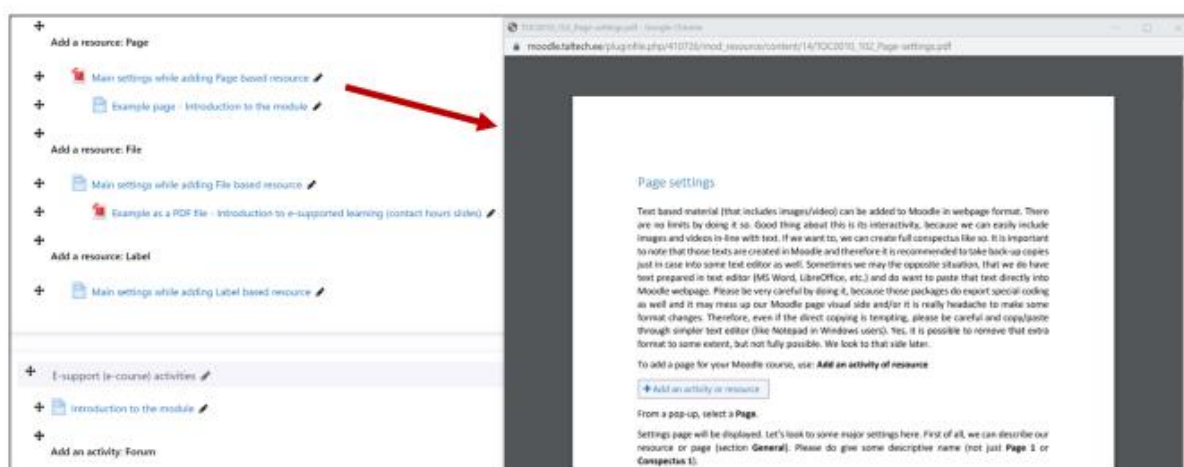 Add a resource: Page
Main settings while adding Page based resource
Example page - Introduction to the module
Add a resource: File
Main settings while adding File based resource
Example as a PDF file - Introduction to e-supported learning (contact hours slides)
Add a resource: Label
Main settings while adding Label based resource
E-support (e-course) activities
Introduction to the module
Add an activity: Forum
TOC0010_102_Page-settings.pdf - Google Chrome
moodle.taltech.ee/pluginfile.php/410726/mod_resource/content/14/TOC0010_102_Page-settings.pdf
Page settings
Text based material (that includes images/video) can be added to Moodle in webpage format. There
are no limits by doing it so. Good thing about this is its interactivity, because we can easily include
images and videos in-line with text. If we want to, we can create full conspectus like so. It is important
to note that those texts are created in Moodle and therefore it is recommended to take back-up copies
just in case into some text editor as well. Sometimes we may the opposite situation, that we do have
text prepared in text editor (MS Word, LibreOffice, etc.) and do want to paste that text directly into
Moodle webpage. Please be very careful by doing it, because those packages do export special coding
as well and it may mess up our Moodle page visual side and/or it is really headache to make some
format changes. Therefore, even if the direct copying is tempting, please be careful and copy/paste
through simpler text editor (like Notepad in Windows users). Yes, it is possible to remove that extra
format to some extent, but not fully possible. We look to that side later.
To add a page for your Moodle course, use: Add an activity of resource
Add an activity or resource
From a pop-up, select a Page.
Settings page will be displayed. Let's look to some major settings here. First of all, we can describe our
resource or page (section General). Please do give some descriptive name (not just Page 1 or
Conspectus 1).